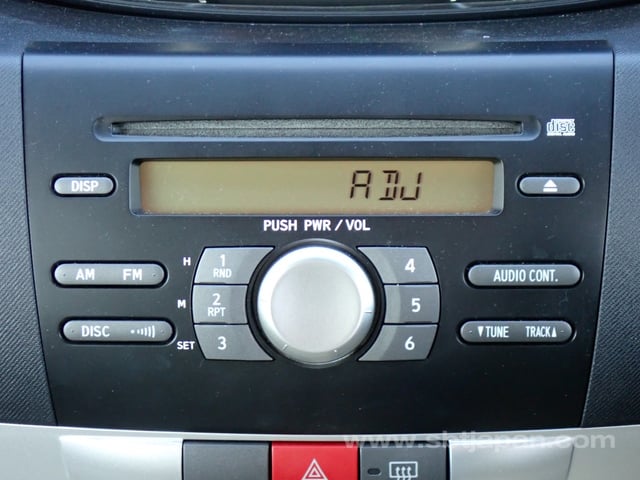 DISC
DISP
ADJ
PUSH PWR/VOL
AM FM
H 1 RND
4
AUDIO CONT.
M 2 RPT
5
DISC
SET 3
6
▼TUNE TRACK▲
www.sbtjapan.com